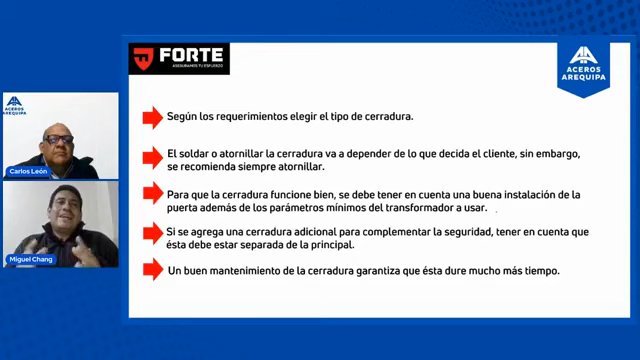 FORTE
ASEGURAMOS TU ESFUERZO
ACEROS
AREQUIPA
Según los requerimientos elegir el tipo de cerradura.
El soldar o atornillar la cerradura va a depender de lo que decida el cliente, sin embargo,
se recomienda siempre atornillar.
Para que la cerradura funcione bien, se debe tener en cuenta una buena instalación de la
puerta además de los parámetros mínimos del transformador a usar.
Si se agrega una cerradura adicional para complementar la seguridad, tener en cuenta que
ésta debe estar separada de la principal.
Un buen mantenimiento de la cerradura garantiza que ésta dure mucho más tiempo.
ACEROS
AREQUIPA
Carlos León
Miguel Chang